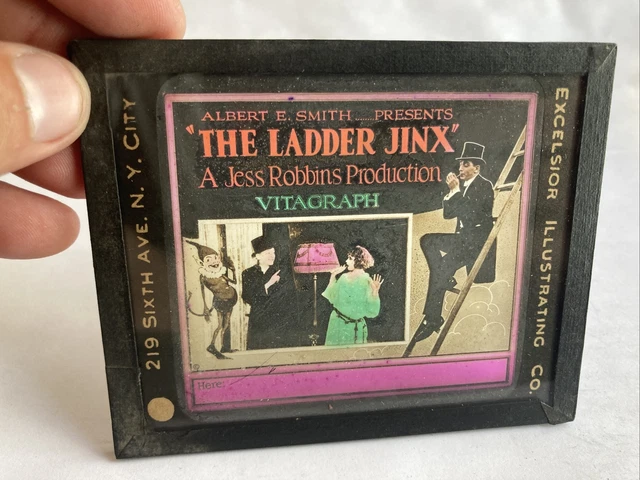 ALBERT E. SMITH ...... PRESENTS
"THE LADDER JINX"
A Jess Robbins Production
VITAGRAPH
Here:
219 SIXTH AVE. N. Y. CITY
EXCELSIOR ILLUSTRATING CO.